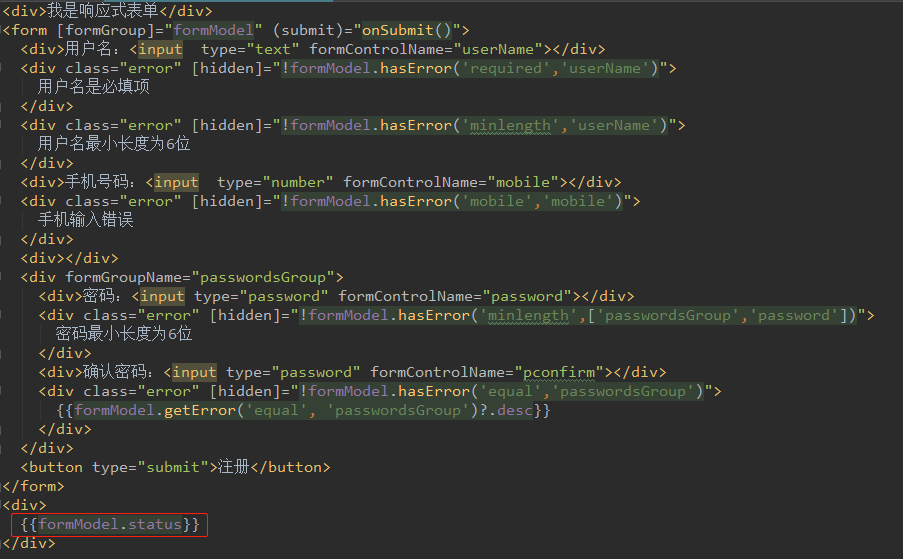 <div>我是响应式表单</div>
<form [formGroup]="formModel" (submit)="onSubmit()">
  <div>用户名：<input  type="text" formControlName="userName"></div>
  <div class="error" [hidden]="!formModel.hasError('required','userName')">
    用户名是必填项
  </div>
  <div class="error" [hidden]="!formModel.hasError('minlength','userName')">
    用户名最小长度为6位
  </div>
  <div>手机号码：<input  type="number" formControlName="mobile"></div>
  <div class="error" [hidden]="!formModel.hasError('mobile','mobile')">
    手机输入错误
  </div>
  <div></div>
  <div formGroupName="passwordsGroup">
    <div>密码：<input type="password" formControlName="password"></div>
    <div class="error" [hidden]="!formModel.hasError('minlength',['passwordsGroup','password'])">
      密码最小长度为6位
    </div>
    <div>确认密码：<input type="password" formControlName="pconfirm"></div>
    <div class="error" [hidden]="!formModel.hasError('equal','passwordsGroup')">
      {{formModel.getError('equal', 'passwordsGroup')?.desc}}
    </div>
  </div>
  <button type="submit">注册</button>
</form>
<div>
  {{formModel.status}}
</div>